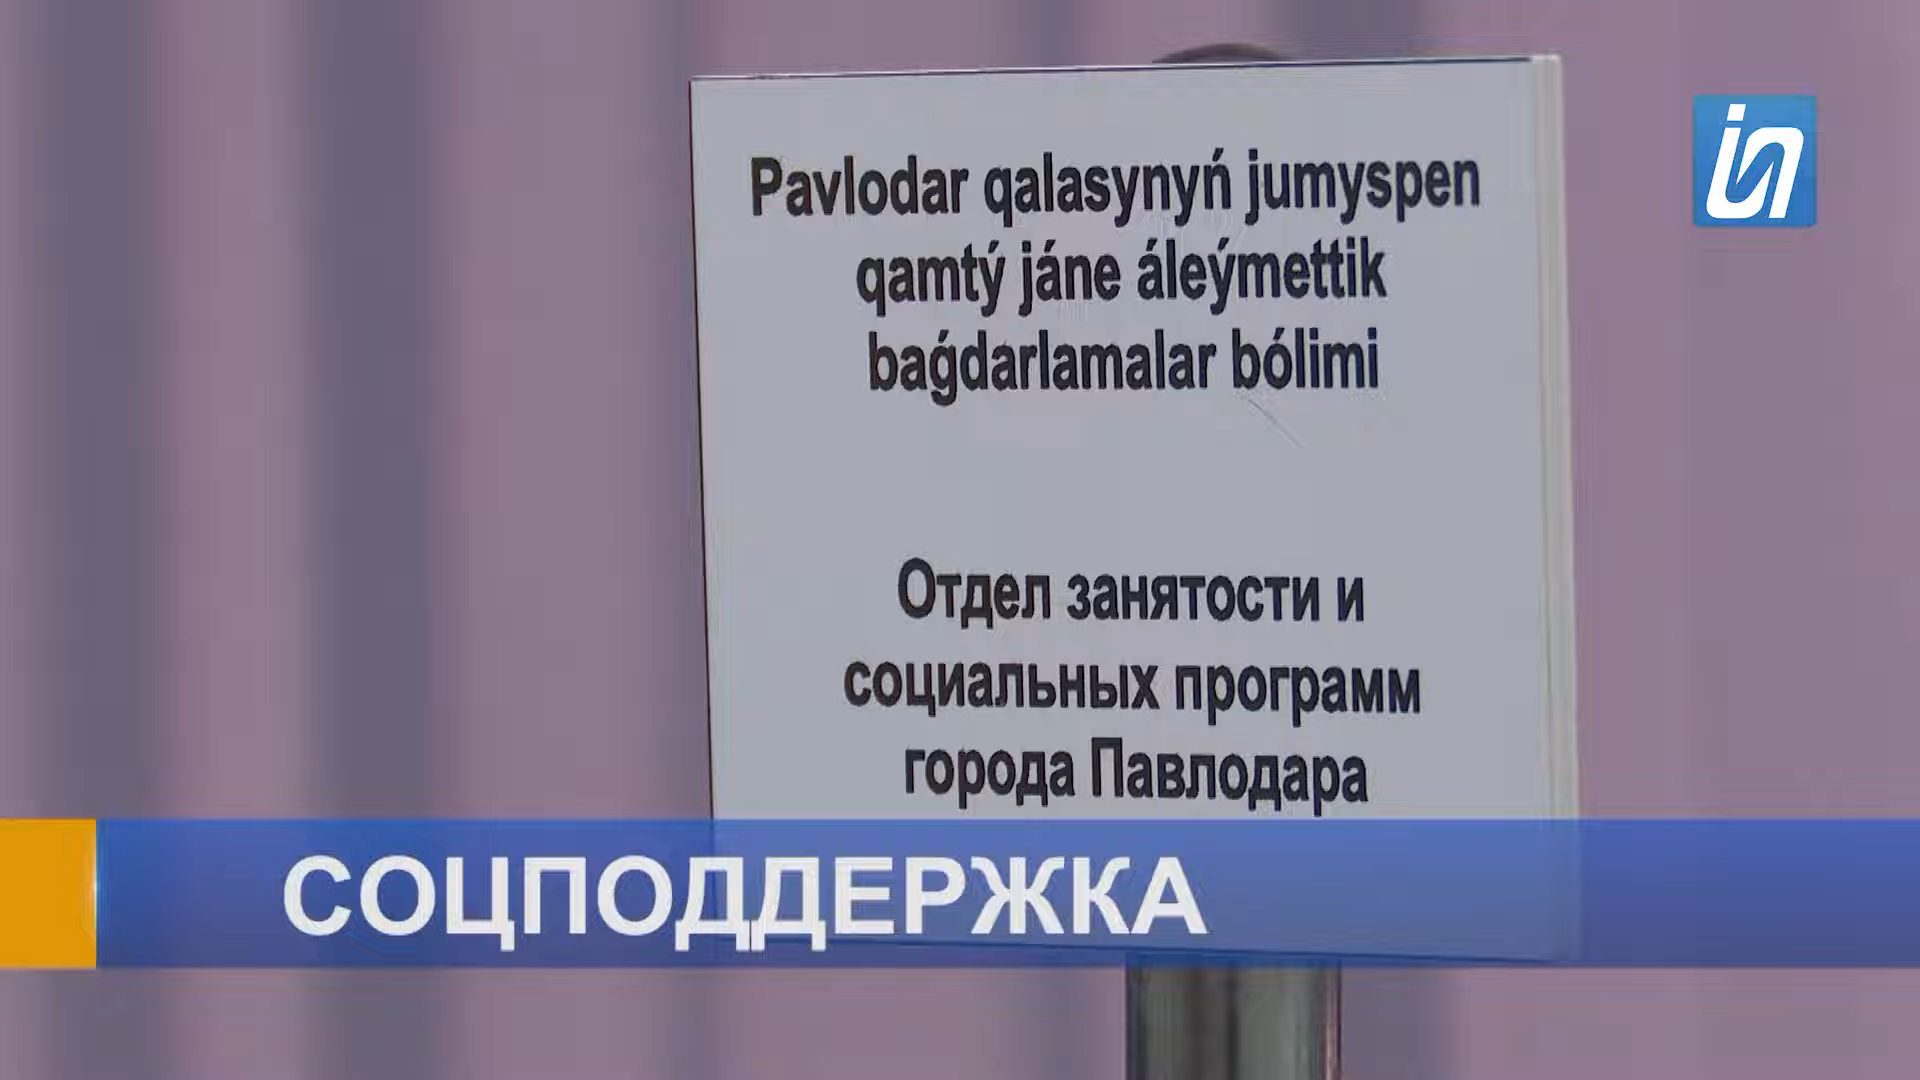 Pavlodar qalasynyń jumyspen
qamtý jáne áleýmettik
baǵdarlamalar bólimi
Отдел занятости и
социальных программ
города Павлодара
СОЦПОДДЕРЖКА